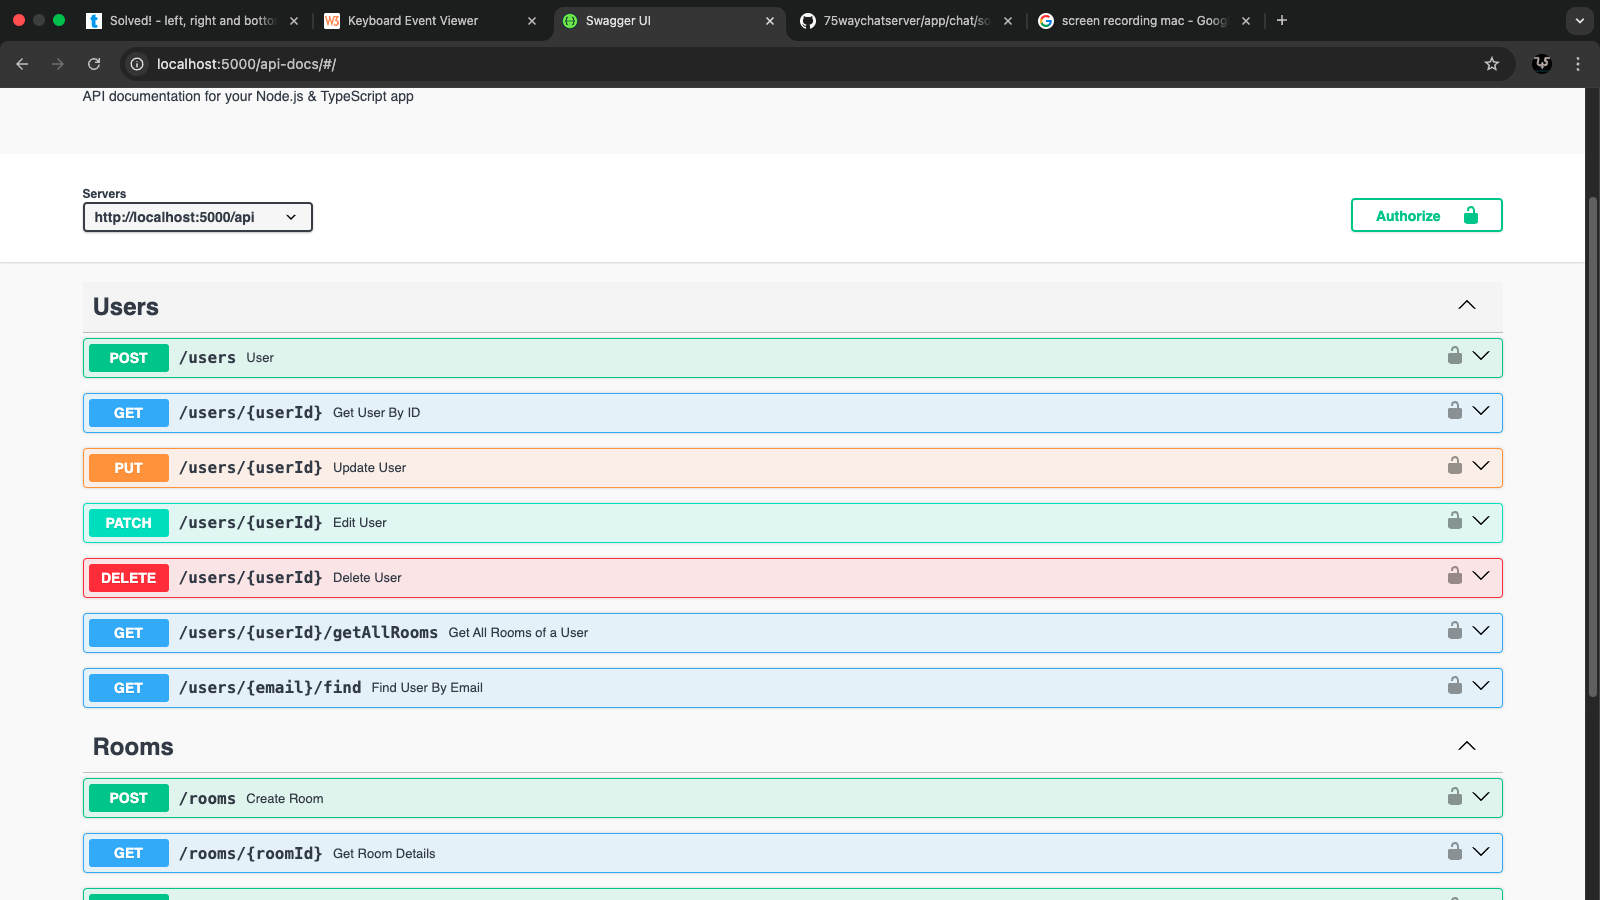 Solved! - left, right and botto
Keyboard Event Viewer
Swagger UI
75waychatserver/app/chat/so
screen recording mac - Goog
localhost:5000/api-docs/#/
API documentation for your Node.js & TypeScript app
Servers
http://localhost:5000/api
Authorize
Users
POST /users User
GET /users/{userId} Get User By ID
PUT /users/{userId} Update User
PATCH /users/{userId} Edit User
DELETE /users/{userId} Delete User
GET /users/{userId}/getAllRooms Get All Rooms of a User
GET /users/{email}/find Find User By Email
Rooms
POST /rooms Create Room
GET /rooms/{roomId} Get Room Details